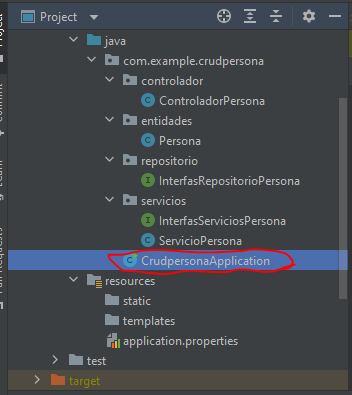 Project
Project
java
com.example.crudpersona
controlador
ControladorPersona
entidades
Persona
repositorio
InterfasRepositorioPersona
servicios
InterfasServiciosPersona
ServicioPersona
CrudpersonaApplication
resources
static
templates
application.properties
test
target